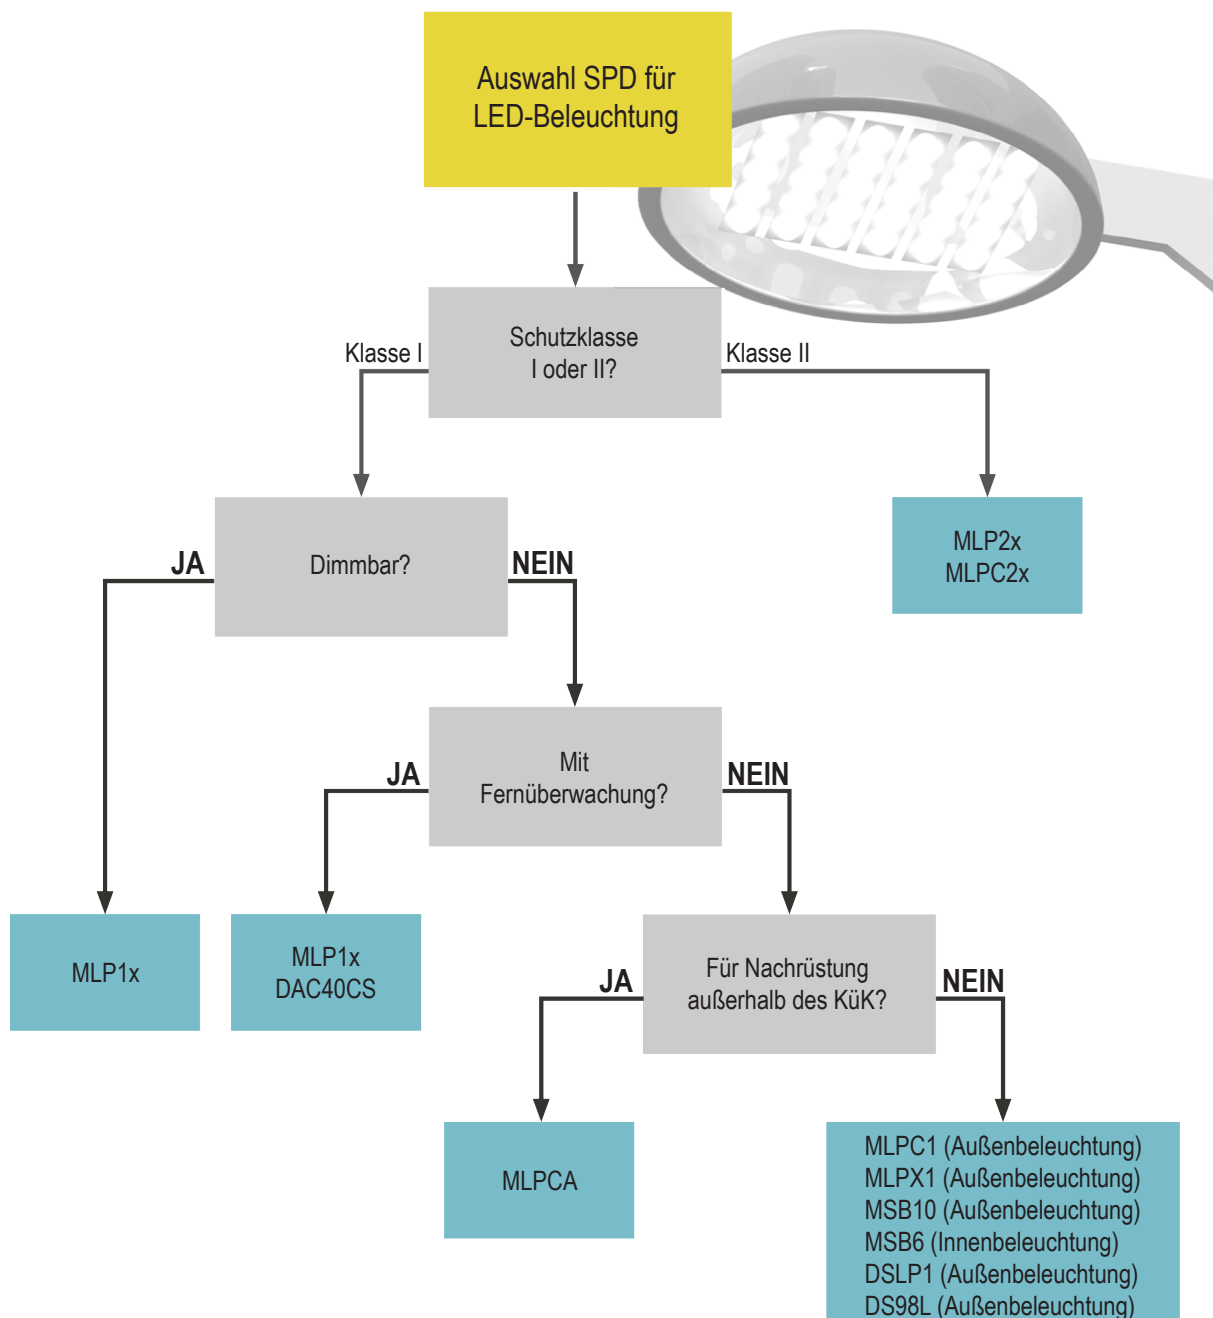 Auswahl SPD für
LED-Beleuchtung
Schutzklasse
I oder II?
Klasse I
Klasse II
Dimmbar?
JA
NEIN
MLP2x
MLPC2x
Mit
Fernüberwachung?
JA
NEIN
MLP1x
MLP1x
DAC40CS
Für Nachrüstung
außerhalb des KüK?
JA
NEIN
MLPCA
MLPC1 (Außenbeleuchtung)
MLPX1 (Außenbeleuchtung)
MSB10 (Außenbeleuchtung)
MSB6 (Innenbeleuchtung)
DSLP1 (Außenbeleuchtung)
DS98L (Außenbeleuchtung)